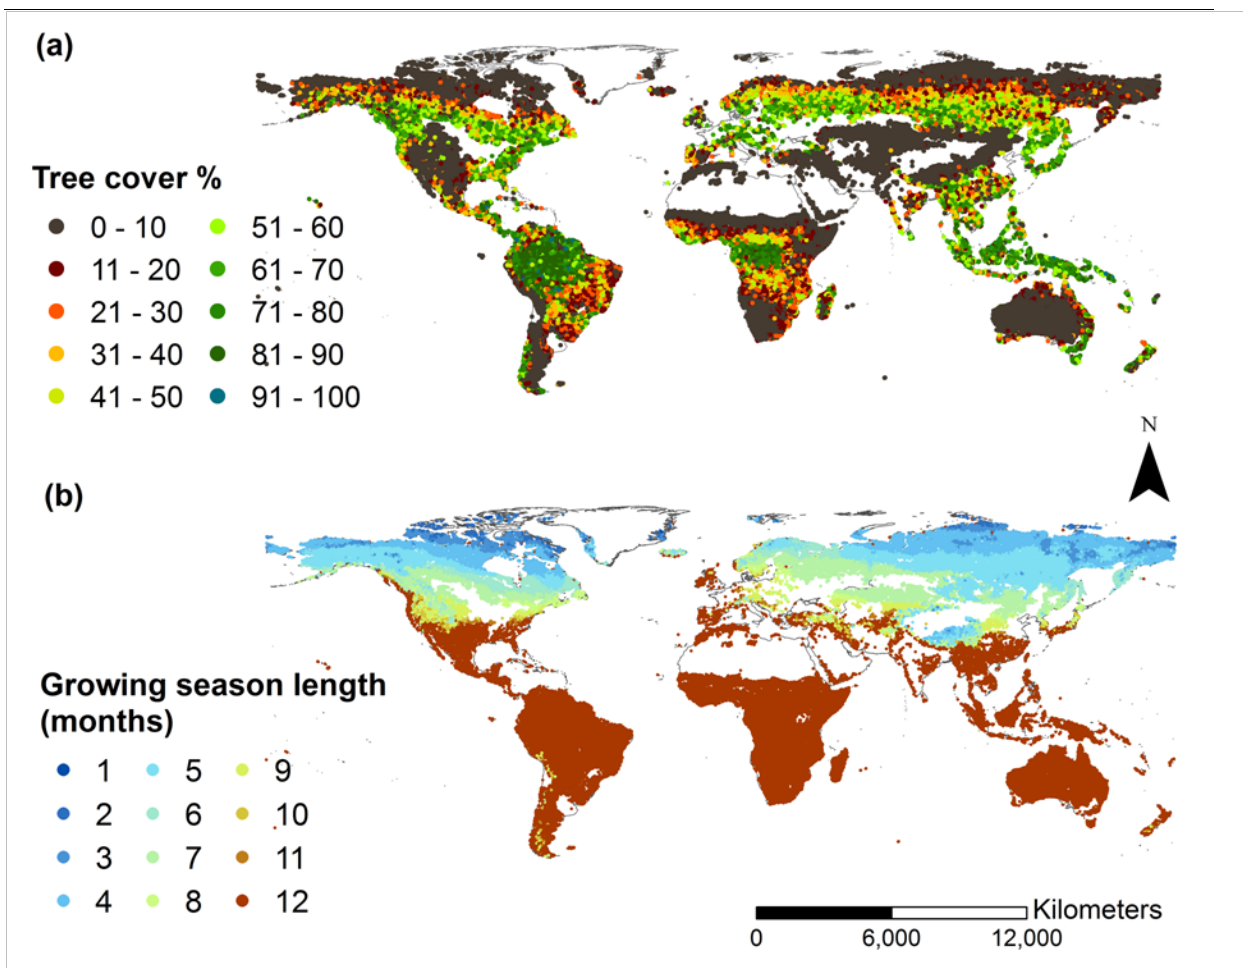 (a)
Tree cover %
0 - 10 51 - 60
11 - 20 61 - 70
21 - 30 71 - 80
31 - 40 81 - 90
41 - 50 91 - 100
N
(b)
Growing season length
(months)
1 5 9
2 6 10
3 7 11
4 8 12
Kilometers
0 6,000 12,000